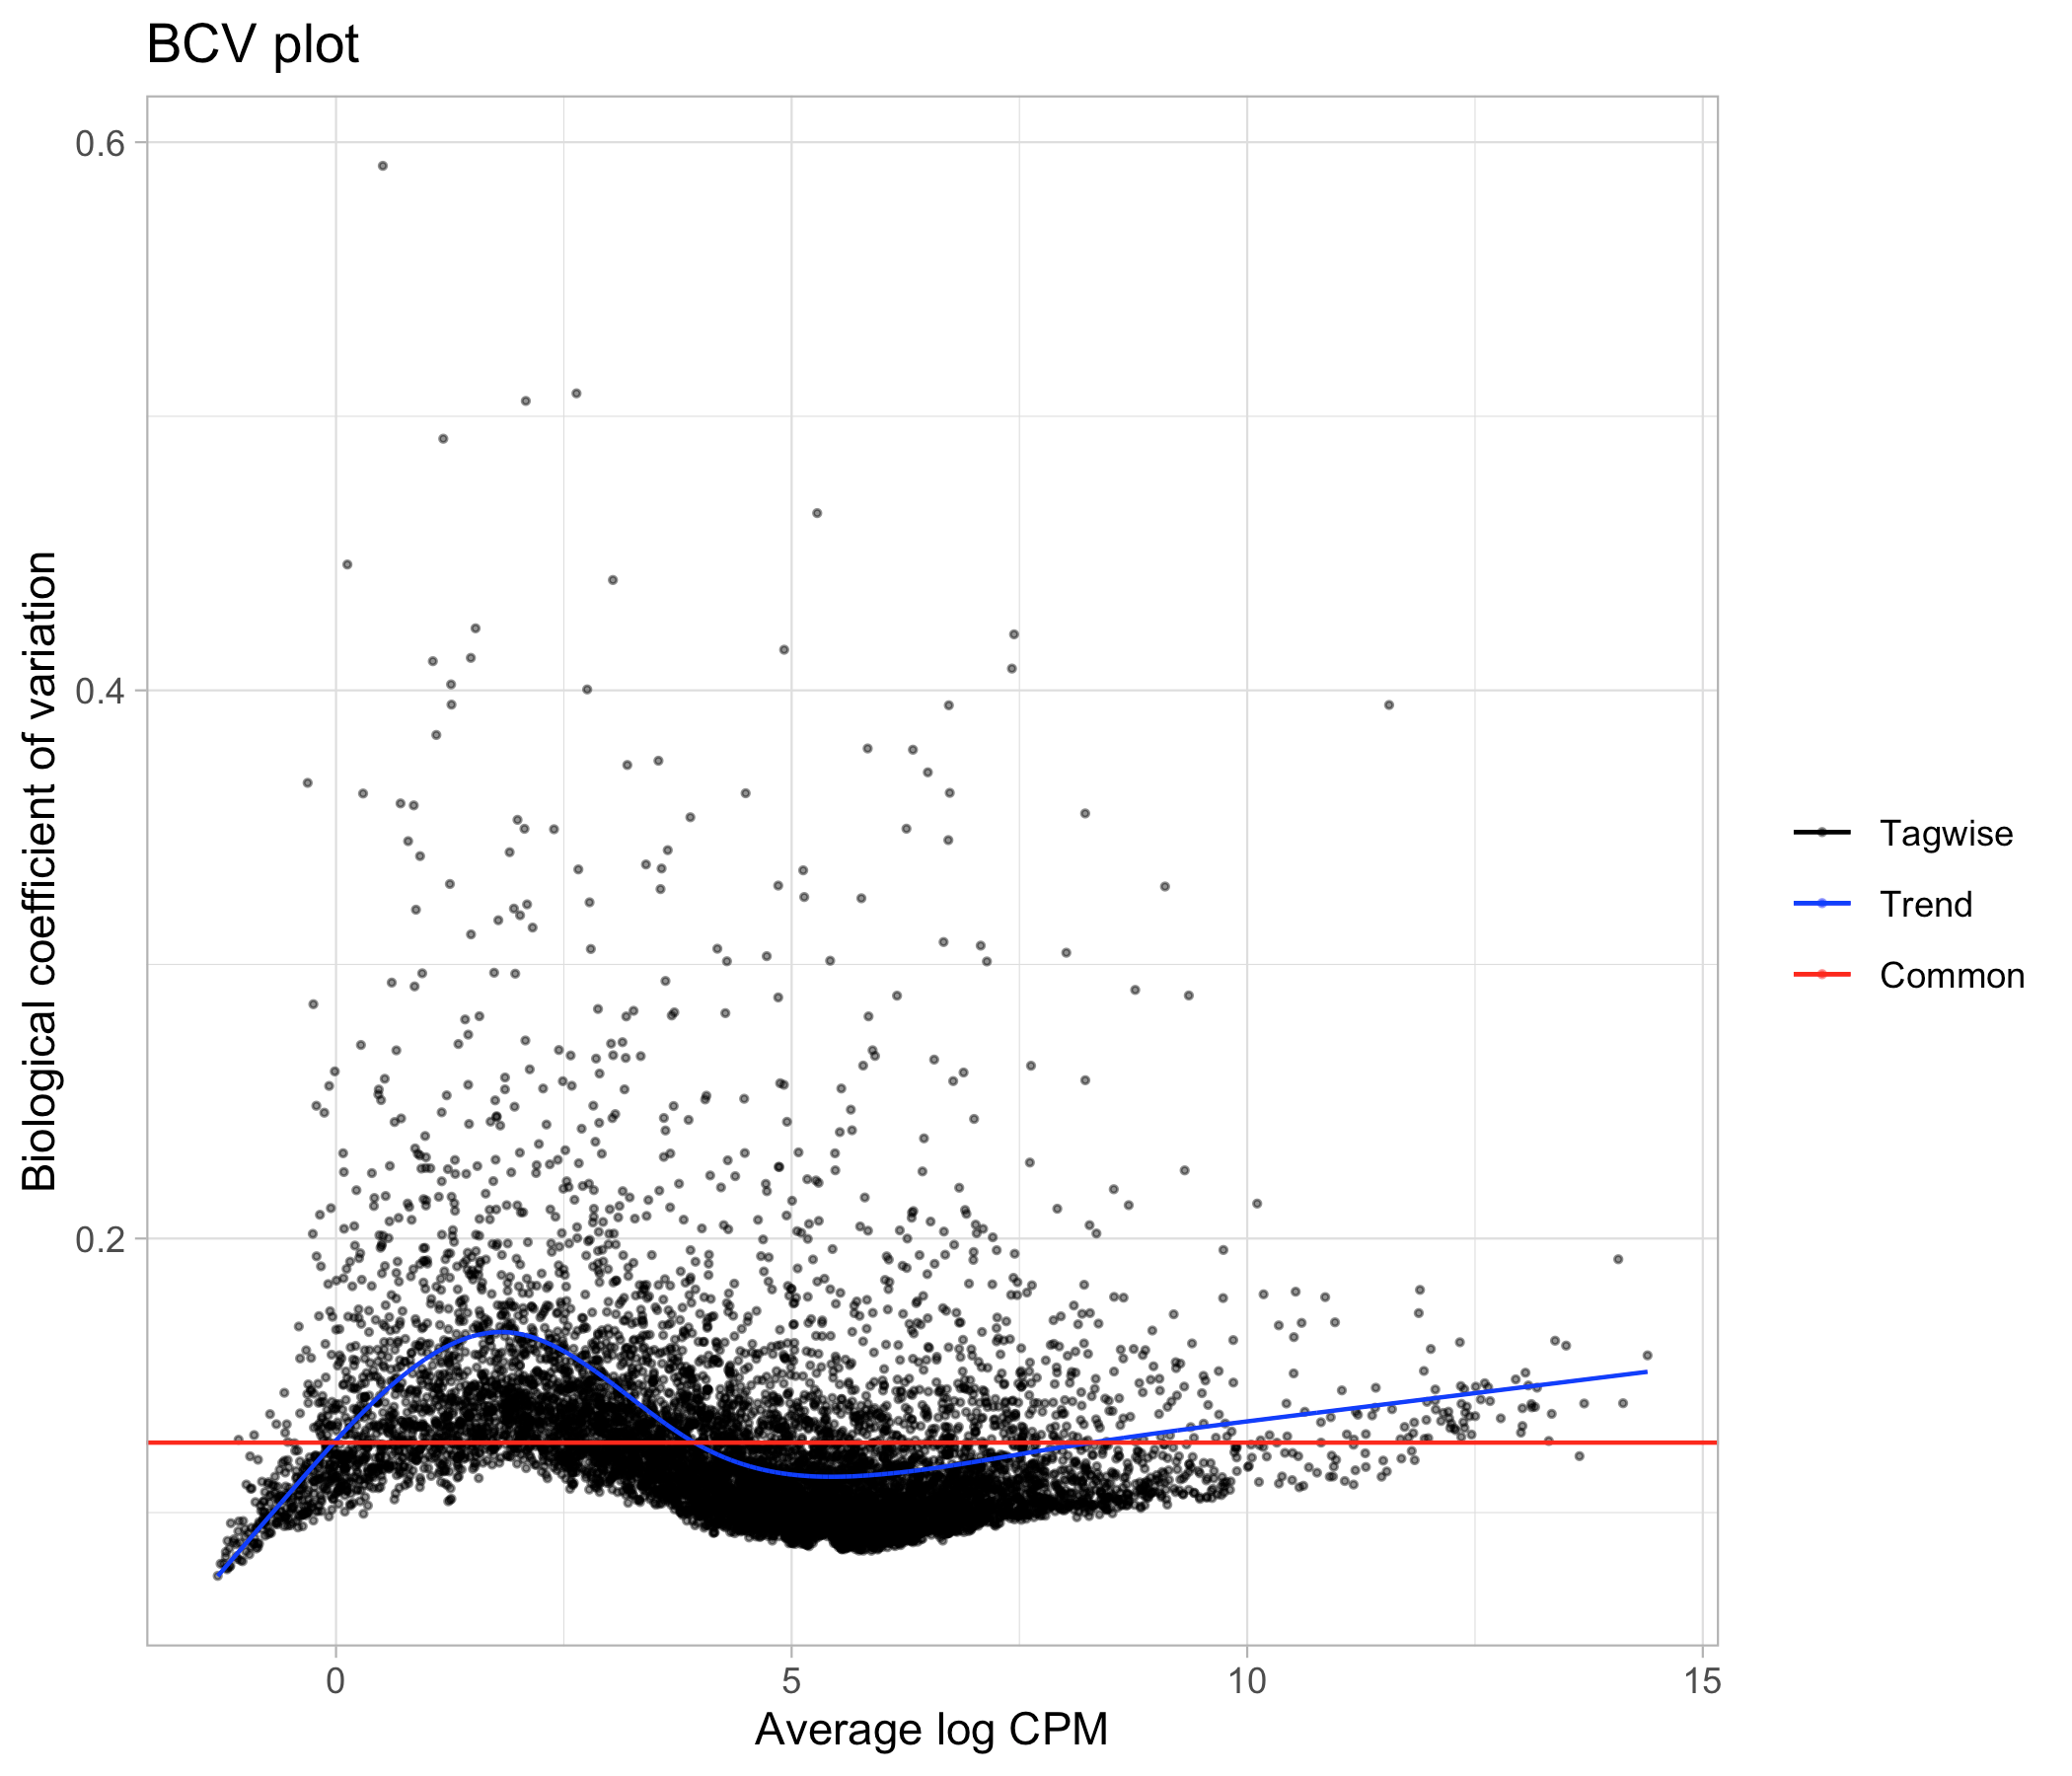 BCV plot
0.6
0.4
0.2
Biological coefficient of variation
0
5
10
15
Average log CPM
Tagwise
Trend
Common